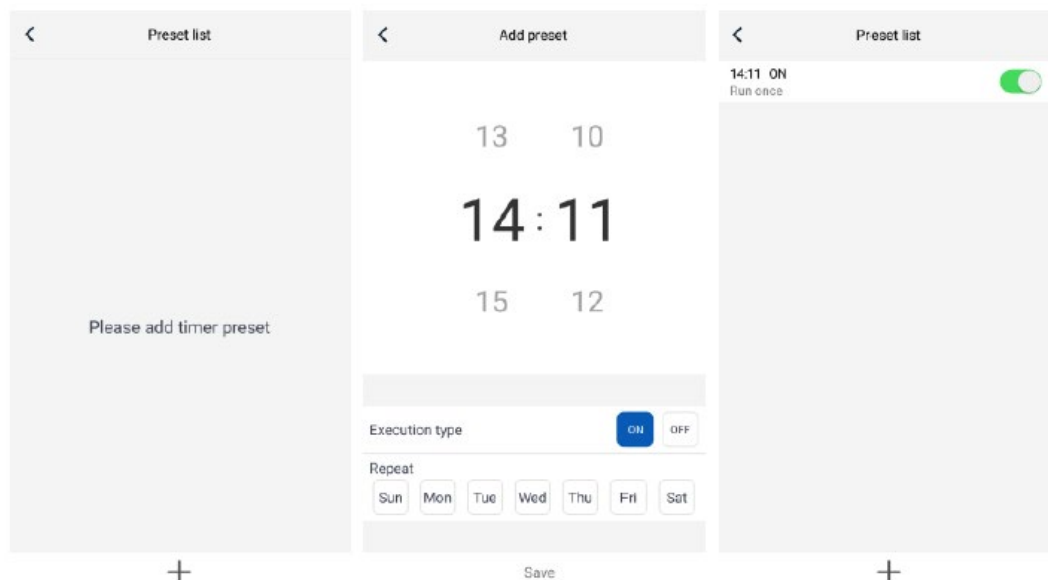 Preset list
Please add timer preset
Add preset
13 10
14 : 11
15 12
Execution type ON OFF
Repeat
Sun Mon Tue Wed Thu Fri Sat
Save
Preset list
14:11 ON
Run once